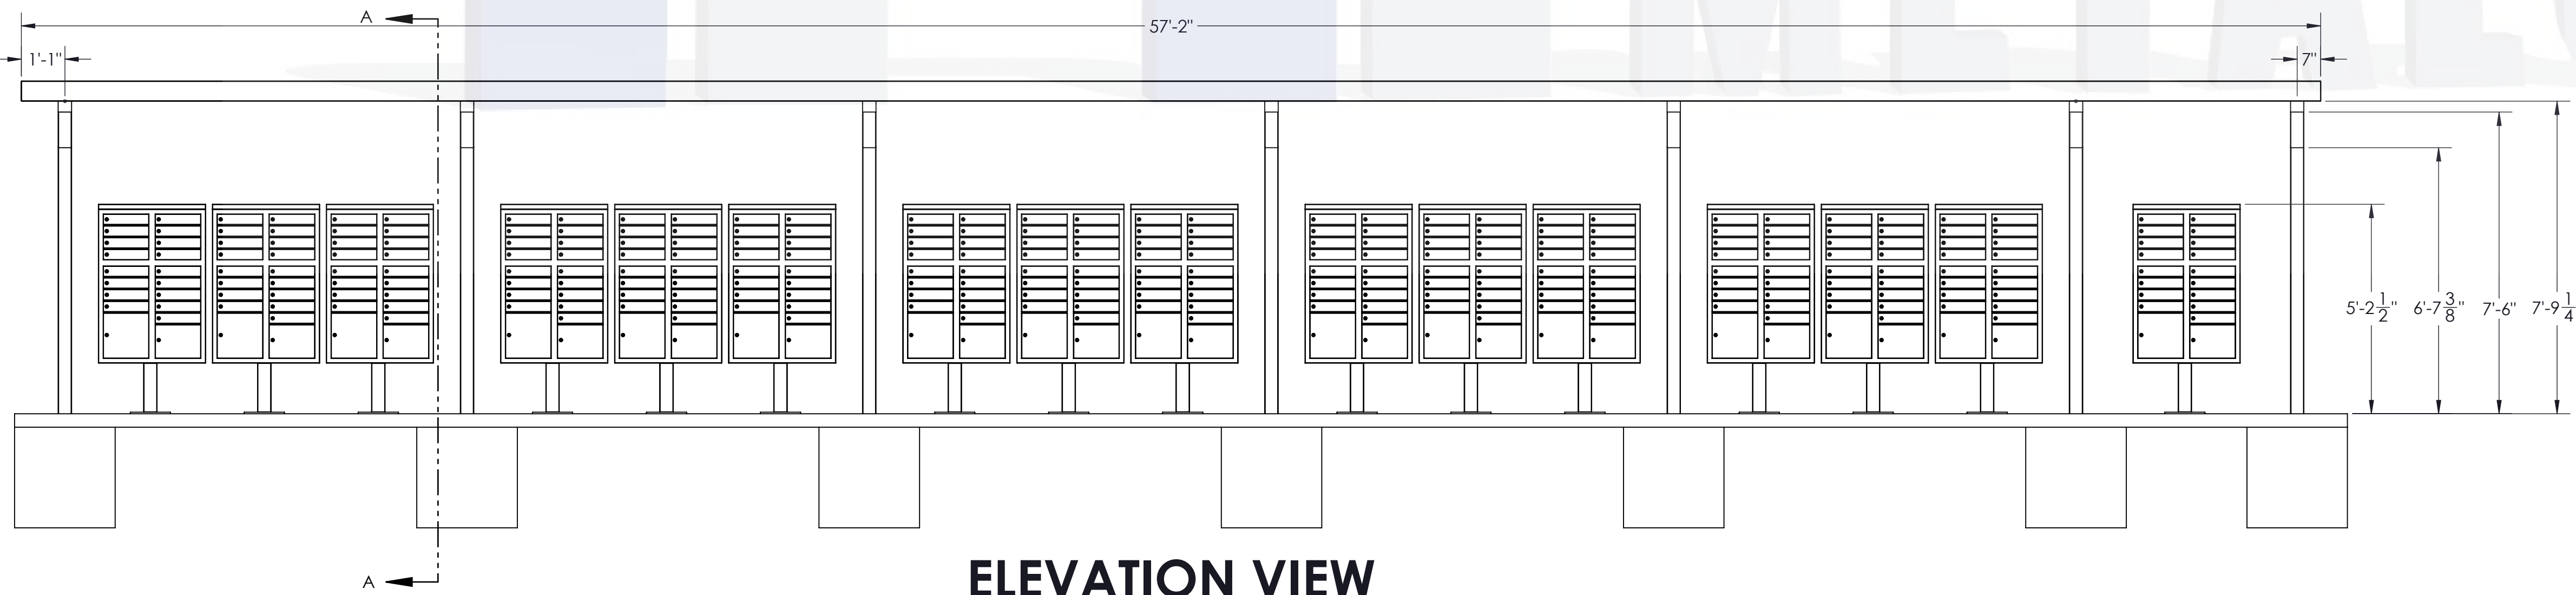 A
57'-2"
1'-1"
7"
5'-2 1/2"
6'-7 3/8"
7'-6"
7'-9 1/4
A
ELEVATION VIEW